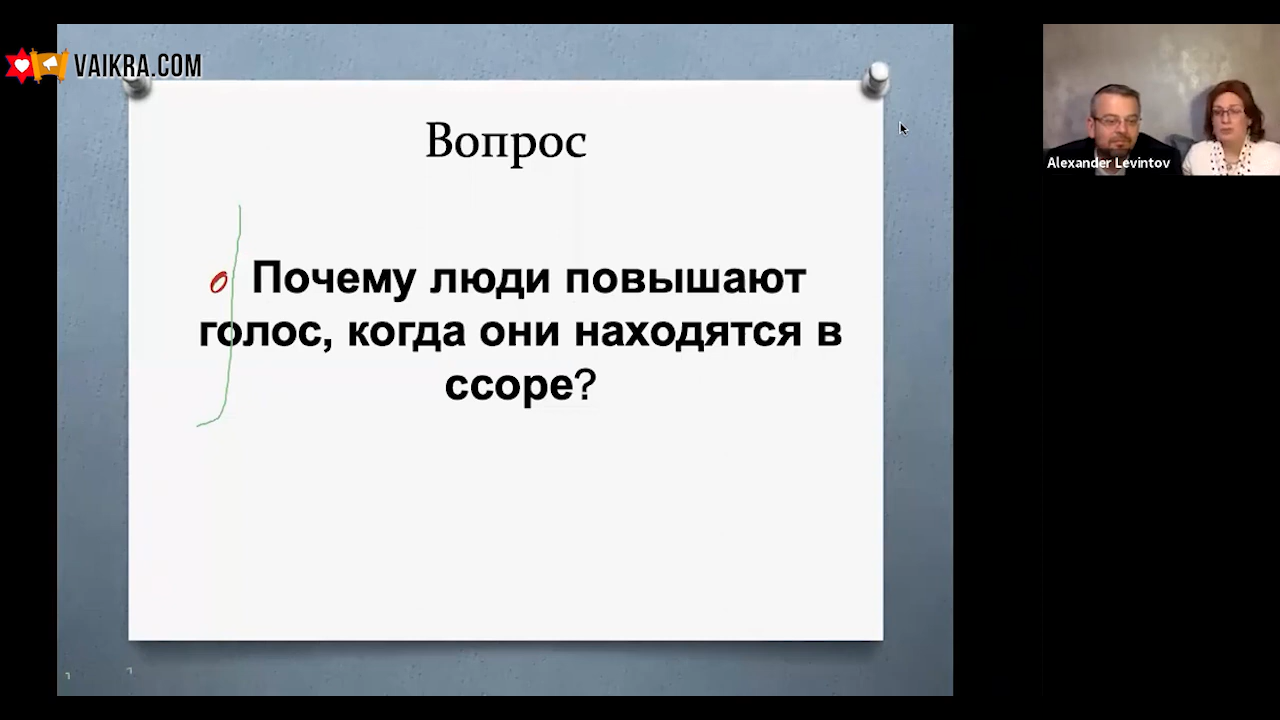 VAIKRA.COM
Вопрос
Почему люди повышают
голос, когда они находятся в
ссоре?
Alexander Levintov